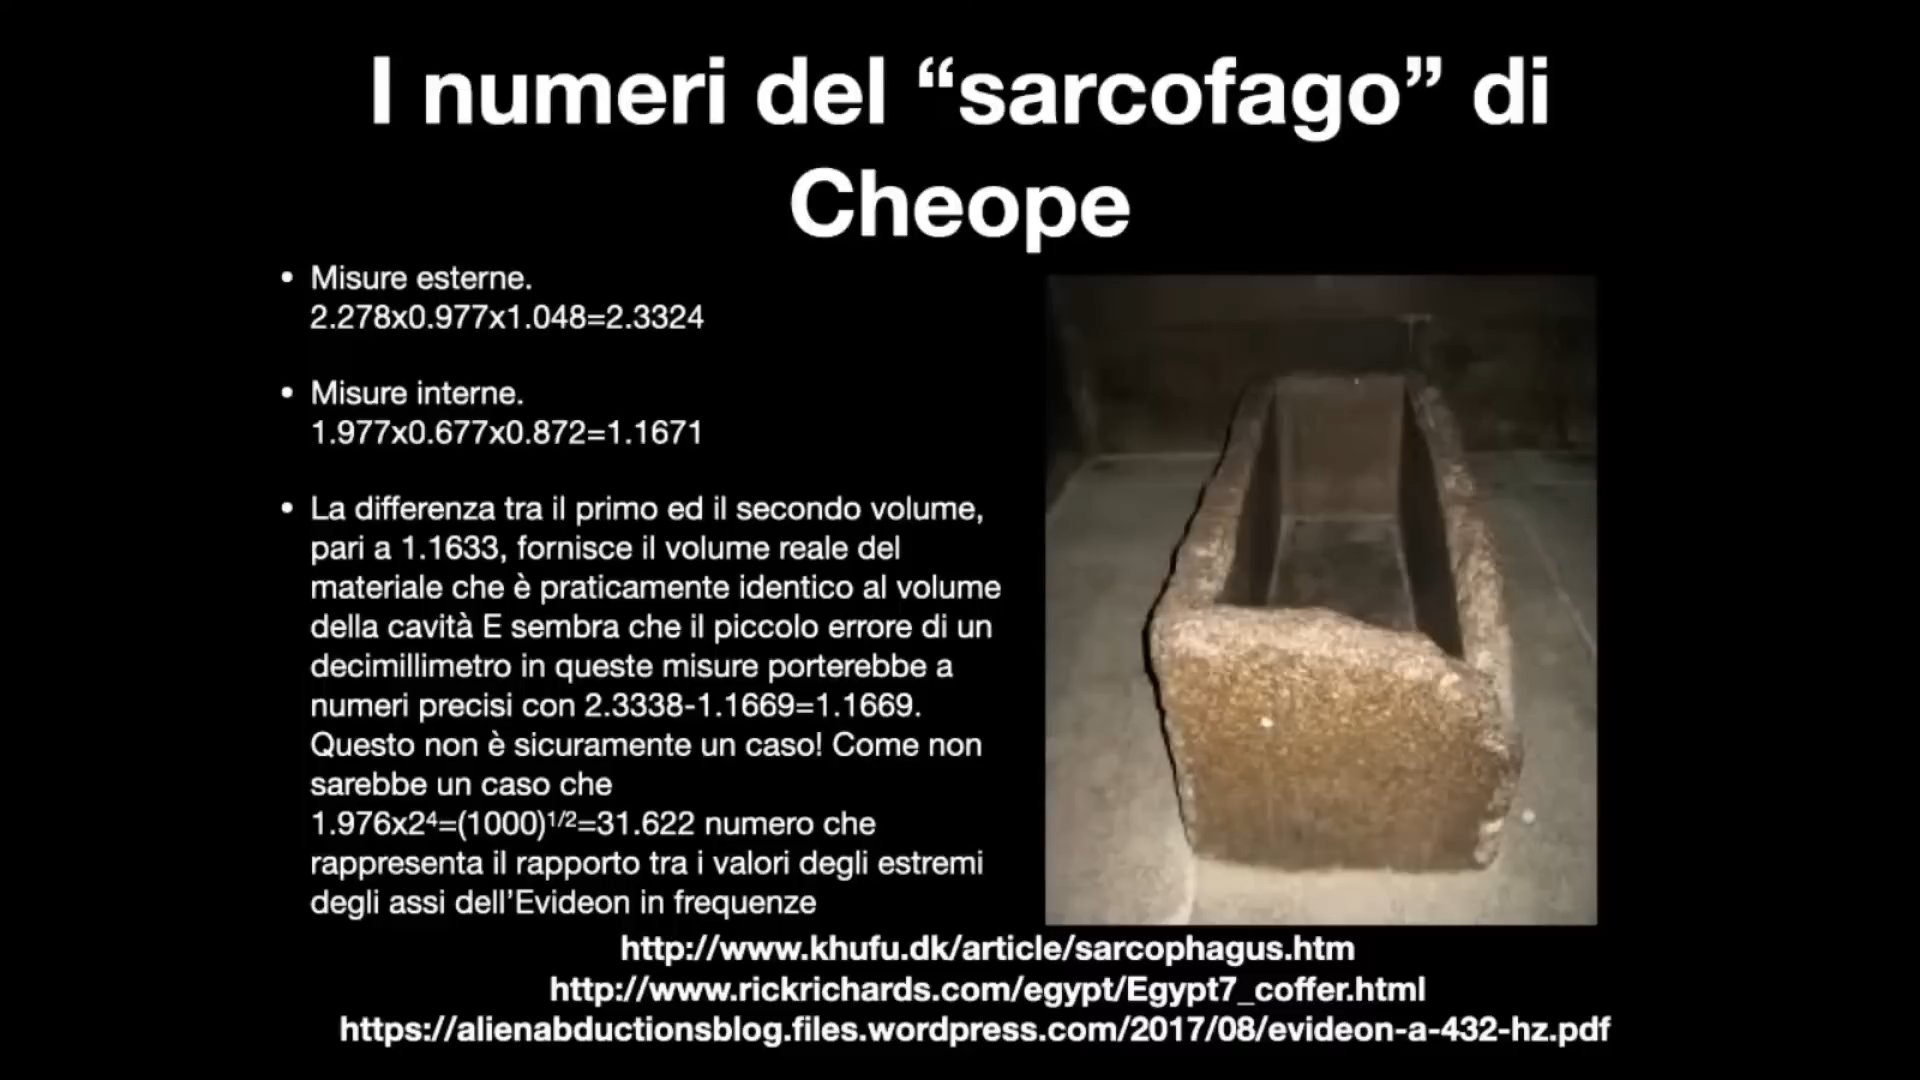 I numeri del “sarcofago” di
Cheope
• Misure esterne.
2.278x0.977x1.048=2.3324
• Misure interne.
1.977x0.677x0.872=1.1671
• La differenza tra il primo ed il secondo volume,
pari a 1.1633, fornisce il volume reale del
materiale che è praticamente identico al volume
della cavità E sembra che il piccolo errore di un
decimillimetro in queste misure porterebbe a
numeri precisi con 2.3338-1.1669=1.1669.
Questo non è sicuramente un caso! Come non
sarebbe un caso che
1.976x2⁴=(1000)¹/²=31.622 numero che
rappresenta il rapporto tra i valori degli estremi
degli assi dell’Evideon in frequenze
http://www.khufu.dk/article/sarcophagus.htm
http://www.rickrichards.com/egypt/Egypt7_coffer.html
https://alienabductionsblog.files.wordpress.com/2017/08/evideon-a-432-hz.pdf